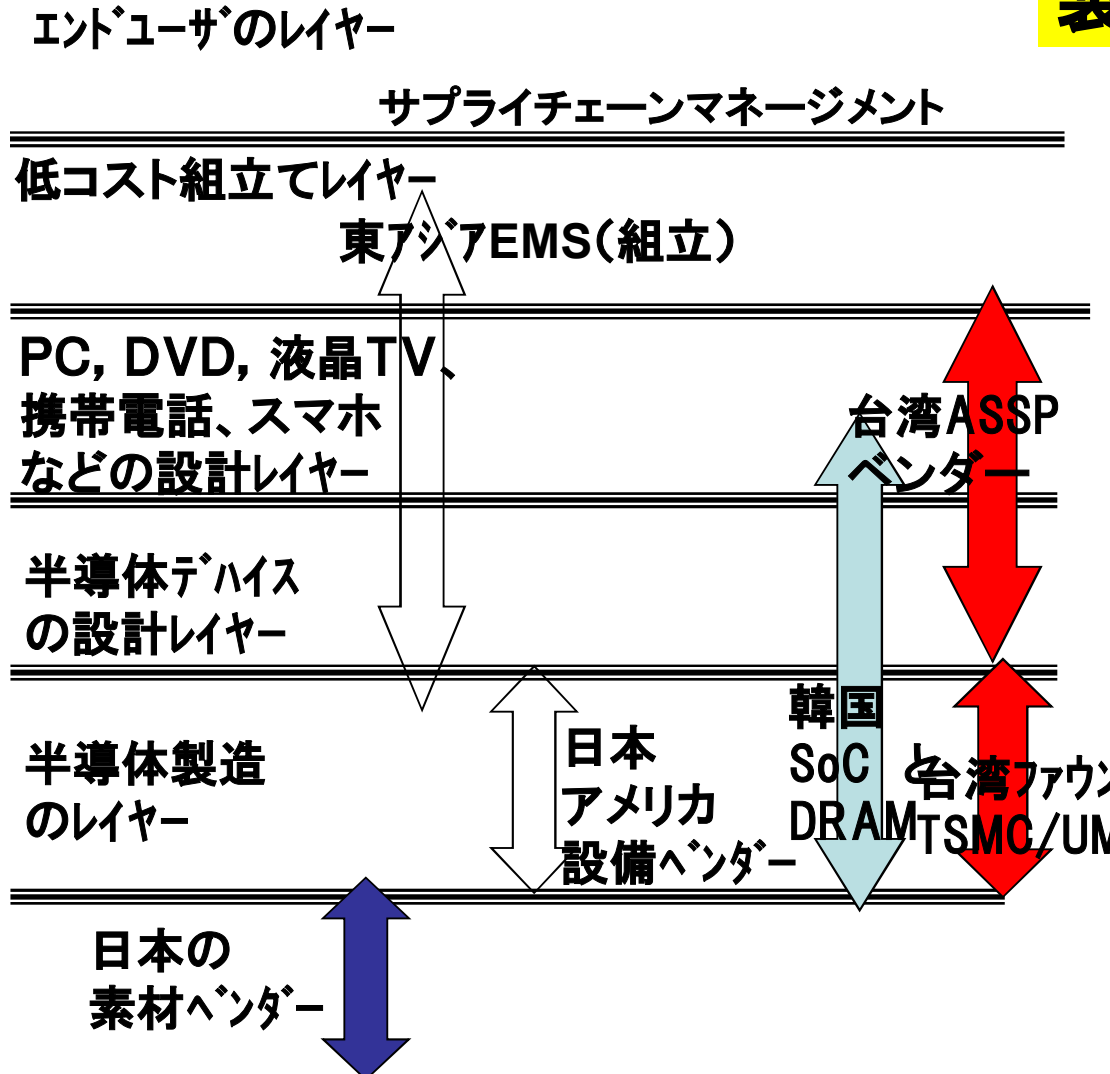 エンドユーザのレイヤー
サプライチェーンマネージメント
低コスト組立てレイヤー
東アジアEMS(組立)
PC, DVD, 液晶TV、
携帯電話、スマホ
などの設計レイヤー
台湾ASSP
ベンダー
半導体デハイス
の設計レイヤー
半導体製造
のレイヤー
日本
アメリカ
設備ベンダー
韓国
SoC と
DRAM
台湾ファウン
TSMC/UM
日本の
素材ベンダー